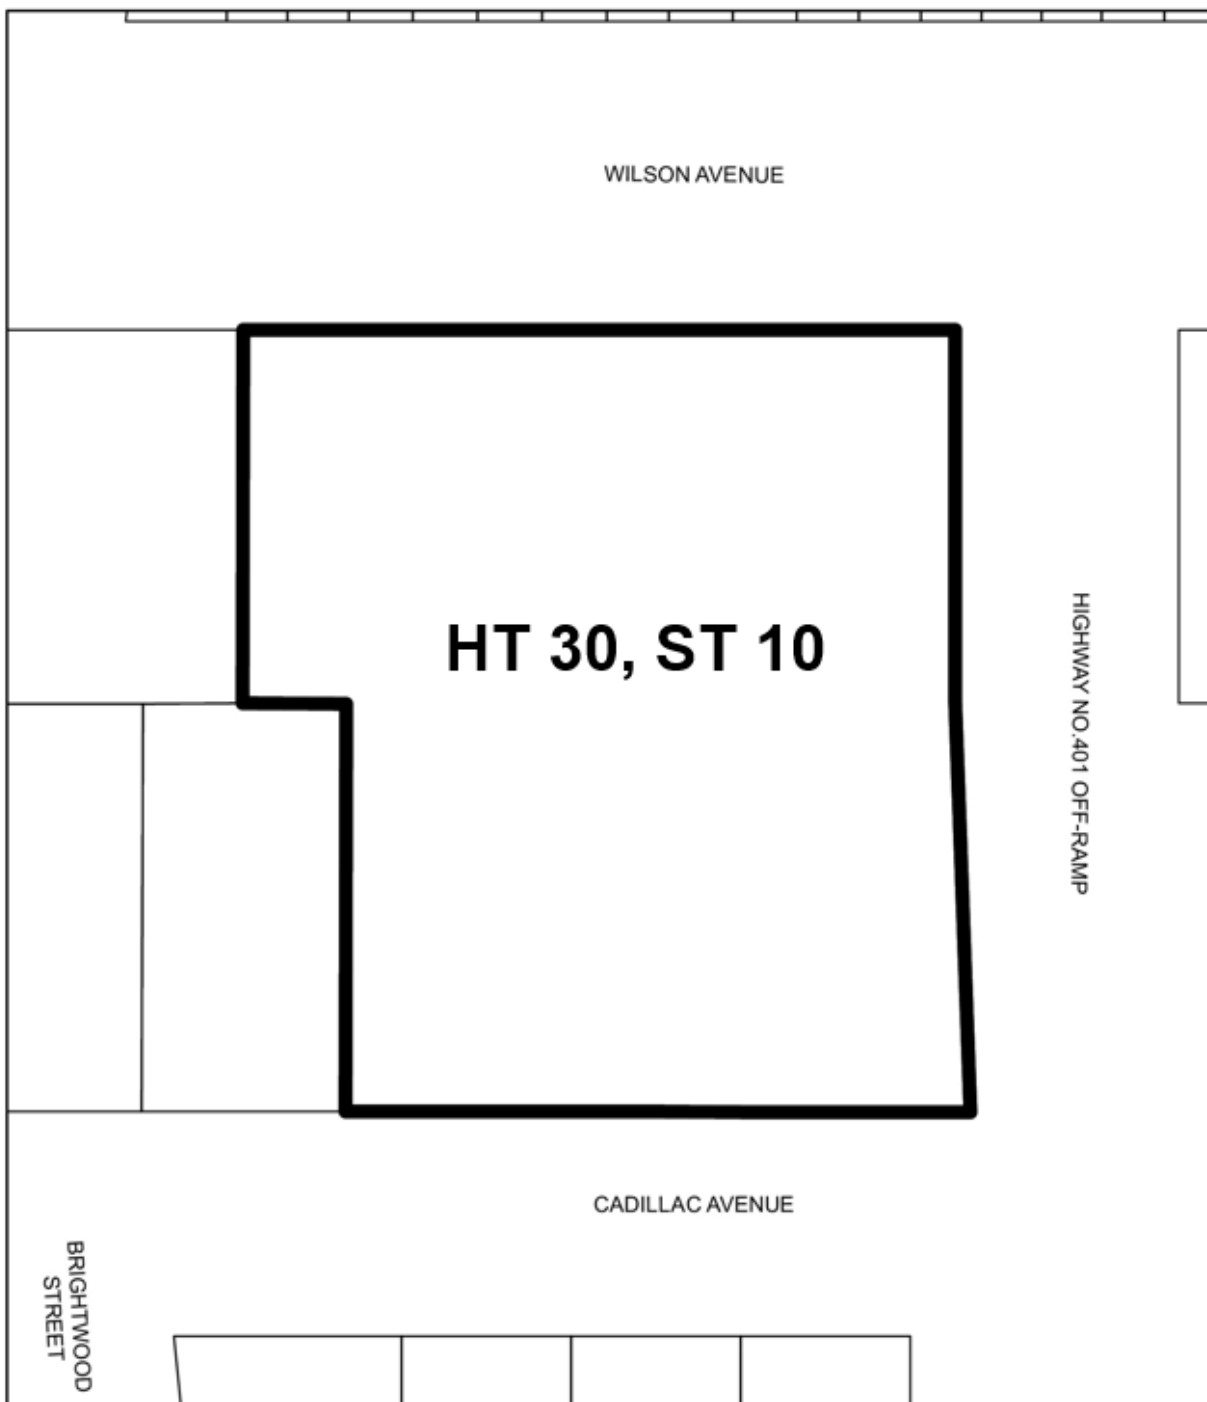 WILSON AVENUE
HT 30, ST 10
HIGHWAY NO.401 OFF-RAMP
CADILLAC AVENUE
BRIGHTWOOD
STREET